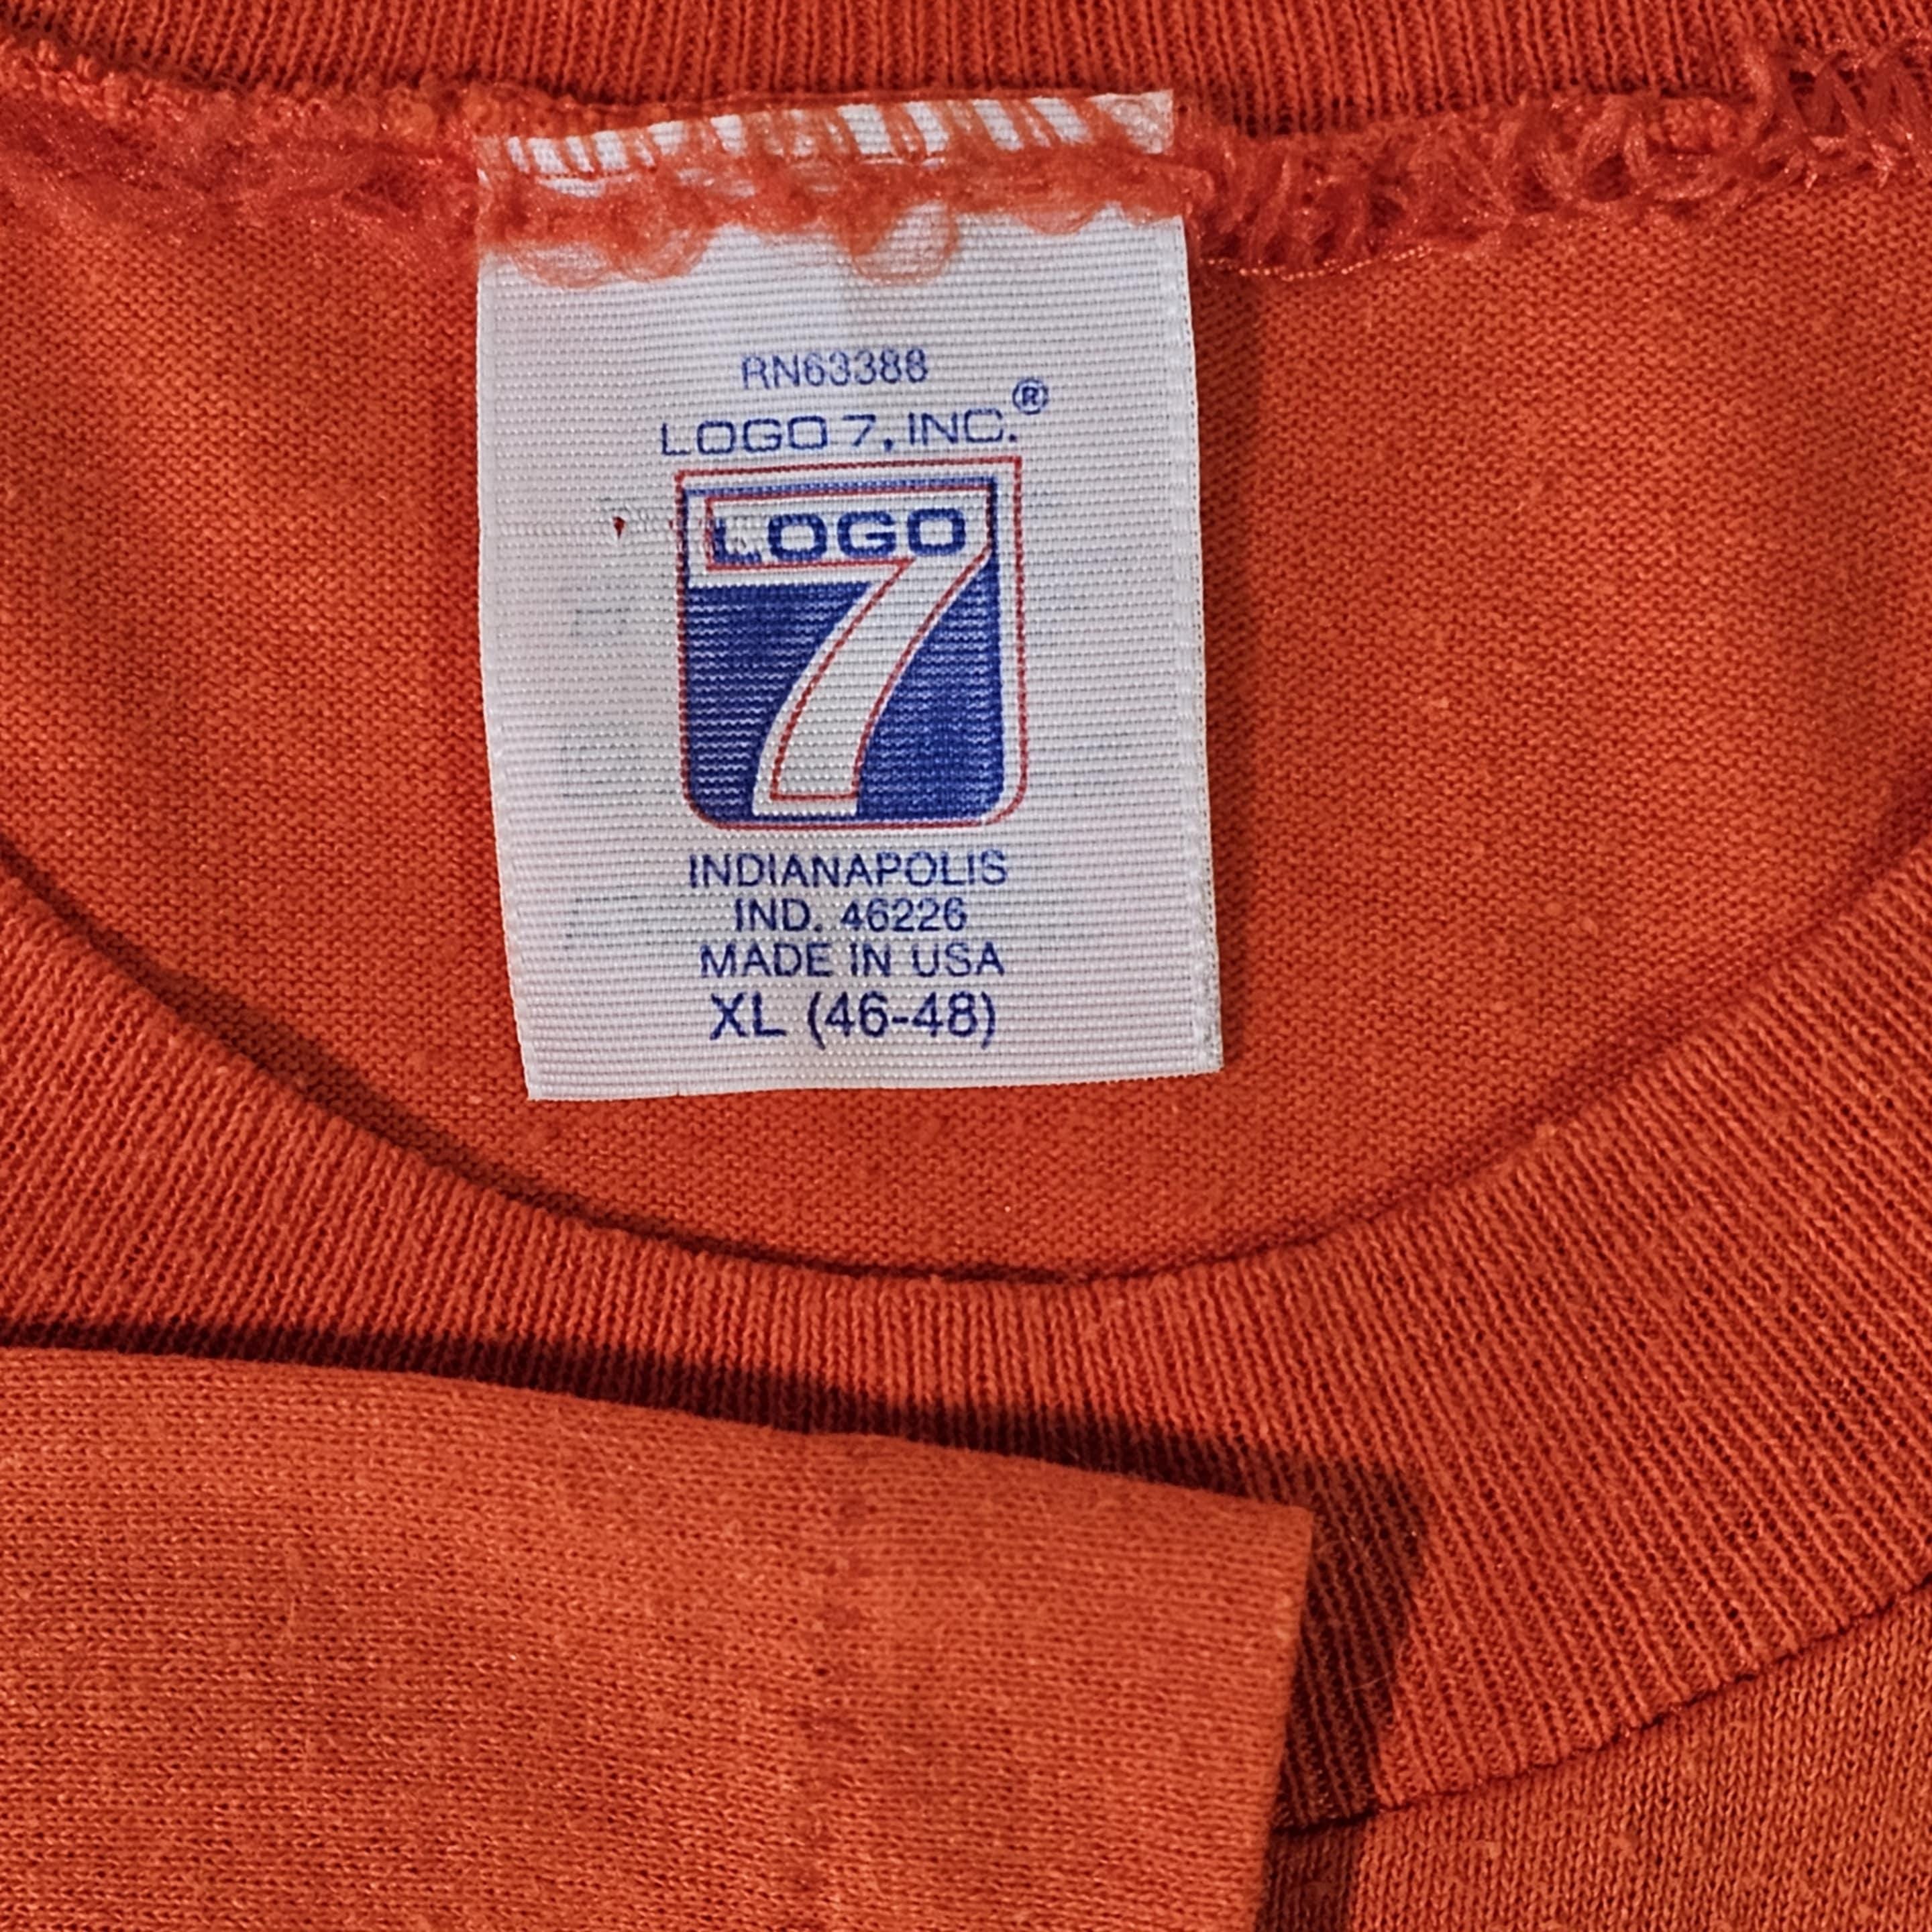 RN63388
LOGO 7, INC.®
LOGO
7
INDIANAPOLIS
IND. 46226
MADE IN USA
XL (46-48)